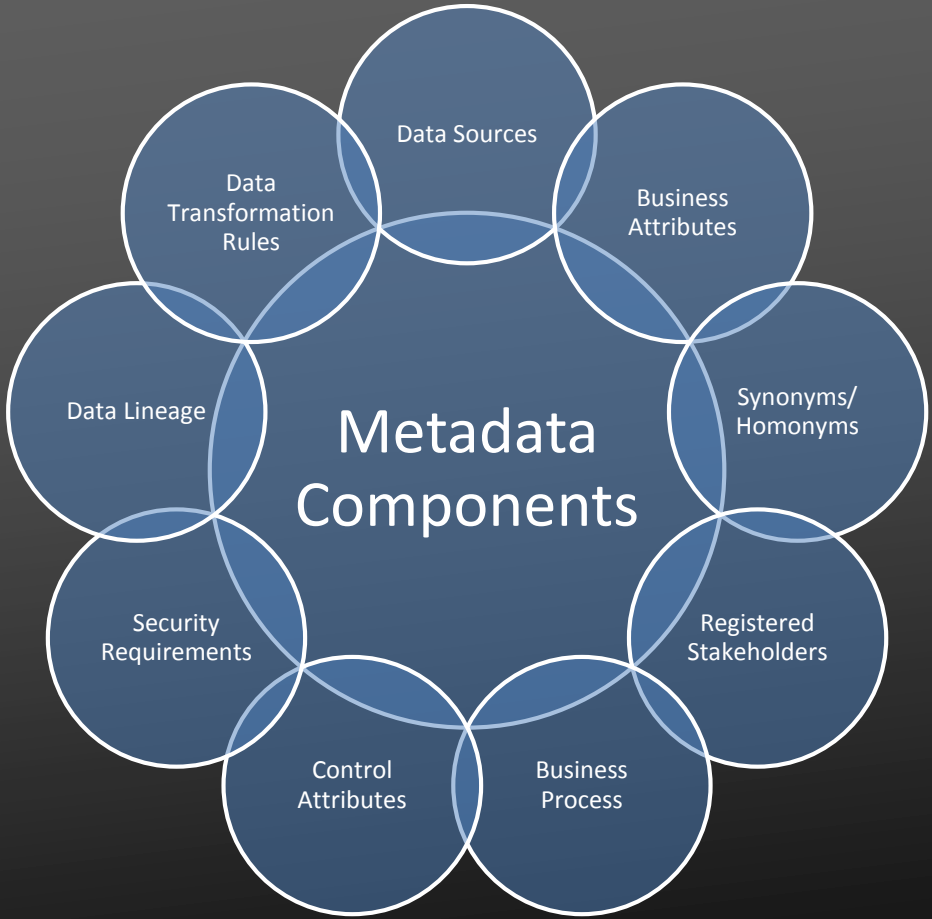 Data Sources
Business
Attributes
Synonyms/
Homonyms
Registered
Stakeholders
Business
Process
Control
Attributes
Security
Requirements
Data Lineage
Data
Transformation
Rules
Metadata
Components